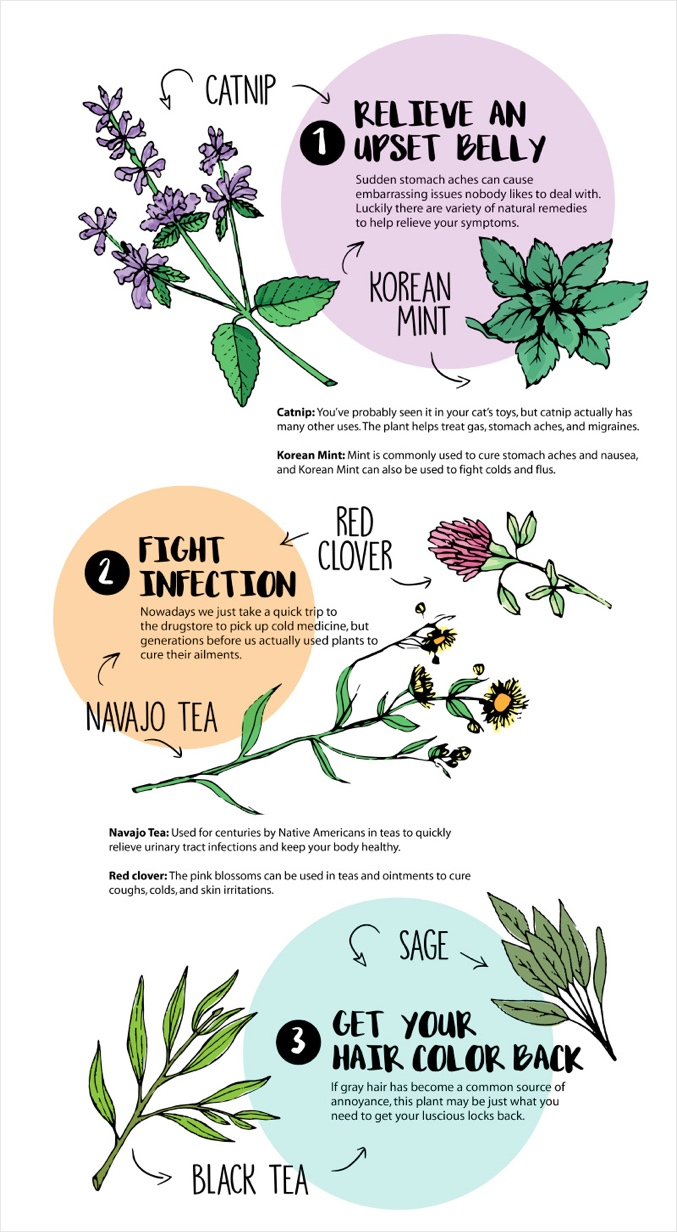 CATNIP
1
RELIEVE AN
UPSET BELLY
Sudden stomach aches can cause
embarrassing issues nobody likes to deal with.
Luckily there are variety of natural remedies
to help relieve your symptoms.
KOREAN
MINT
Catnip: You've probably seen it in your cat's toys, but catnip actually has
many other uses. The plant helps treat gas, stomach aches, and migraines.
Korean Mint: Mint is commonly used to cure stomach aches and nausea,
and Korean Mint can also be used to fight colds and flus.
RED
CLOVER
2
FIGHT
INFECTION
Nowadays we just take a quick trip to
the drugstore to pick up cold medicine, but
generations before us actually used plants to
cure their ailments.
NAVAJO TEA
Navajo Tea: Used for centuries by Native Americans in teas to quickly
relieve urinary tract infections and keep your body healthy.
Red clover: The pink blossoms can be used in teas and ointments to cure
coughs, colds, and skin irritations.
SAGE
3
GET YOUR
HAIR COLOR BACK
If gray hair has become a common source of
annoyance, this plant may be just what you
need to get your luscious locks back.
BLACK TEA